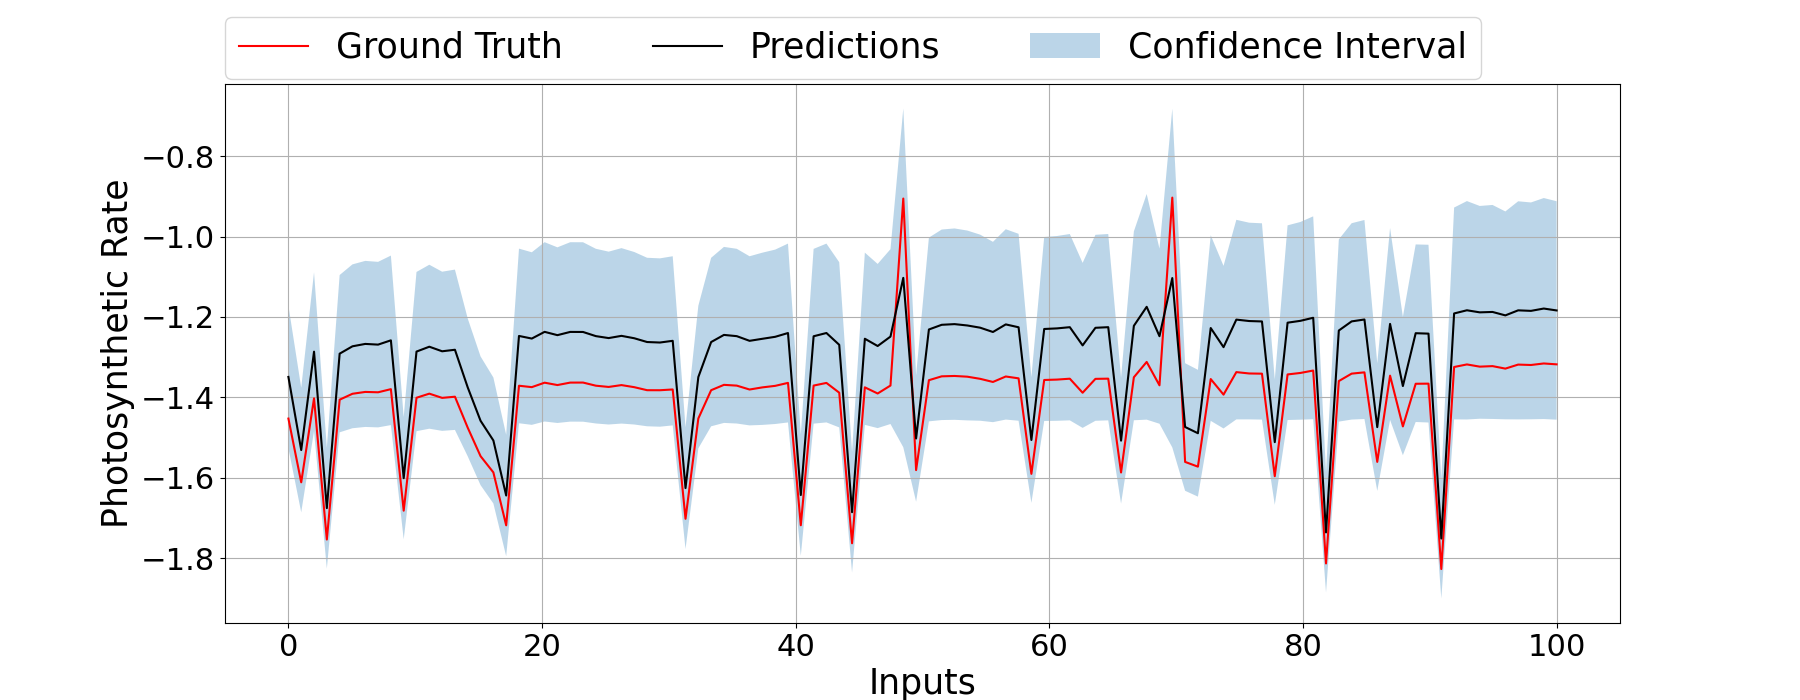 Ground Truth Predictions Confidence Interval
Photosynthetic Rate
−0.8
−1.0
−1.2
−1.4
−1.6
−1.8
0 20 40 60 80 100
Inputs